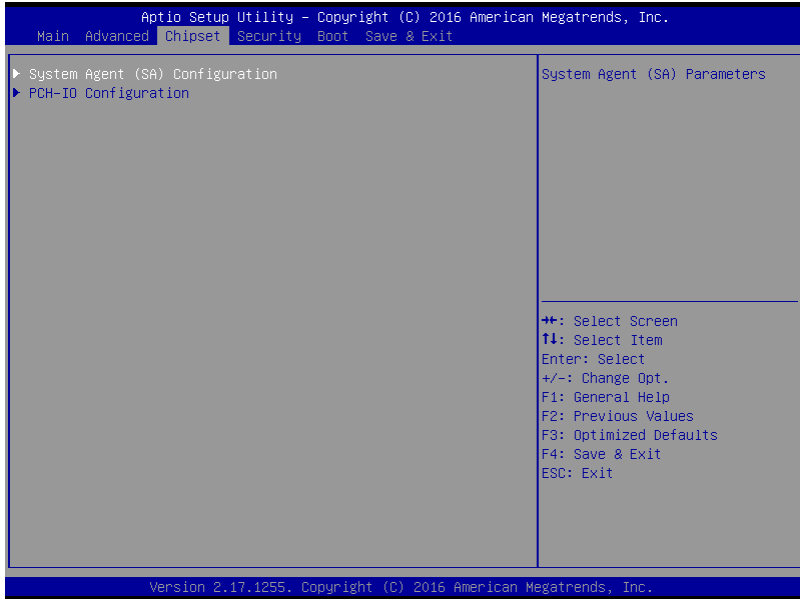 Aptio Setup Utility – Copyright (C) 2016 American Megatrends, Inc.
Main Advanced Chipset Security Boot Save & Exit
System Agent (SA) Configuration
PCH-IO Configuration
System Agent (SA) Parameters
→←: Select Screen
↑↓: Select Item
Enter: Select
+/-: Change Opt.
F1: General Help
F2: Previous Values
F3: Optimized Defaults
F4: Save & Exit
ESC: Exit
Version 2.17.1255. Copyright (C) 2016 American Megatrends, Inc.